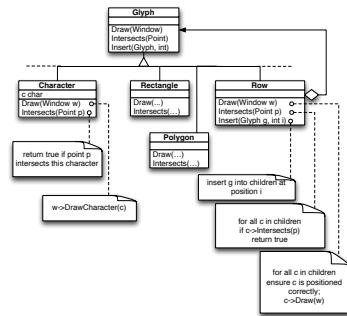 Glyph
Draw(Window)
Intersects(Point)
Insert(Glyph, int)
Character
c char
Draw(Window w)
Intersects(Point p)
Rectangle
Draw(...)
Intersects(...)
Row
Draw(Window w)
Intersects(Point p)
Insert(Glyph g, int i)
Polygon
Draw(...)
Intersects(...)
return true if point p
intersects this character
w->DrawCharacter(c)
insert g into children at
position i
for all c in children
if c->Intersects(p)
return true
for all c in children
ensure c is positioned
correctly;
c->Draw(w)